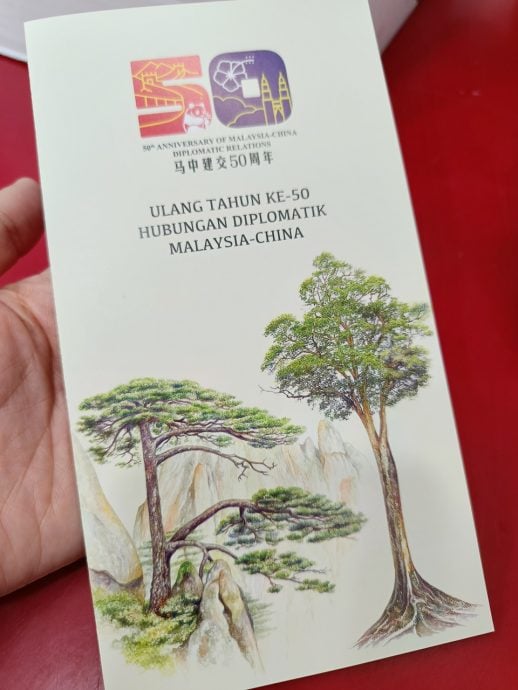 50
50th ANNIVERSARY OF MALAYSIA-CHINA
DIPLOMATIC RELATIONS
马中建交50周年
ULANG TAHUN KE-50
HUBUNGAN DIPLOMATIK
MALAYSIA-CHINA